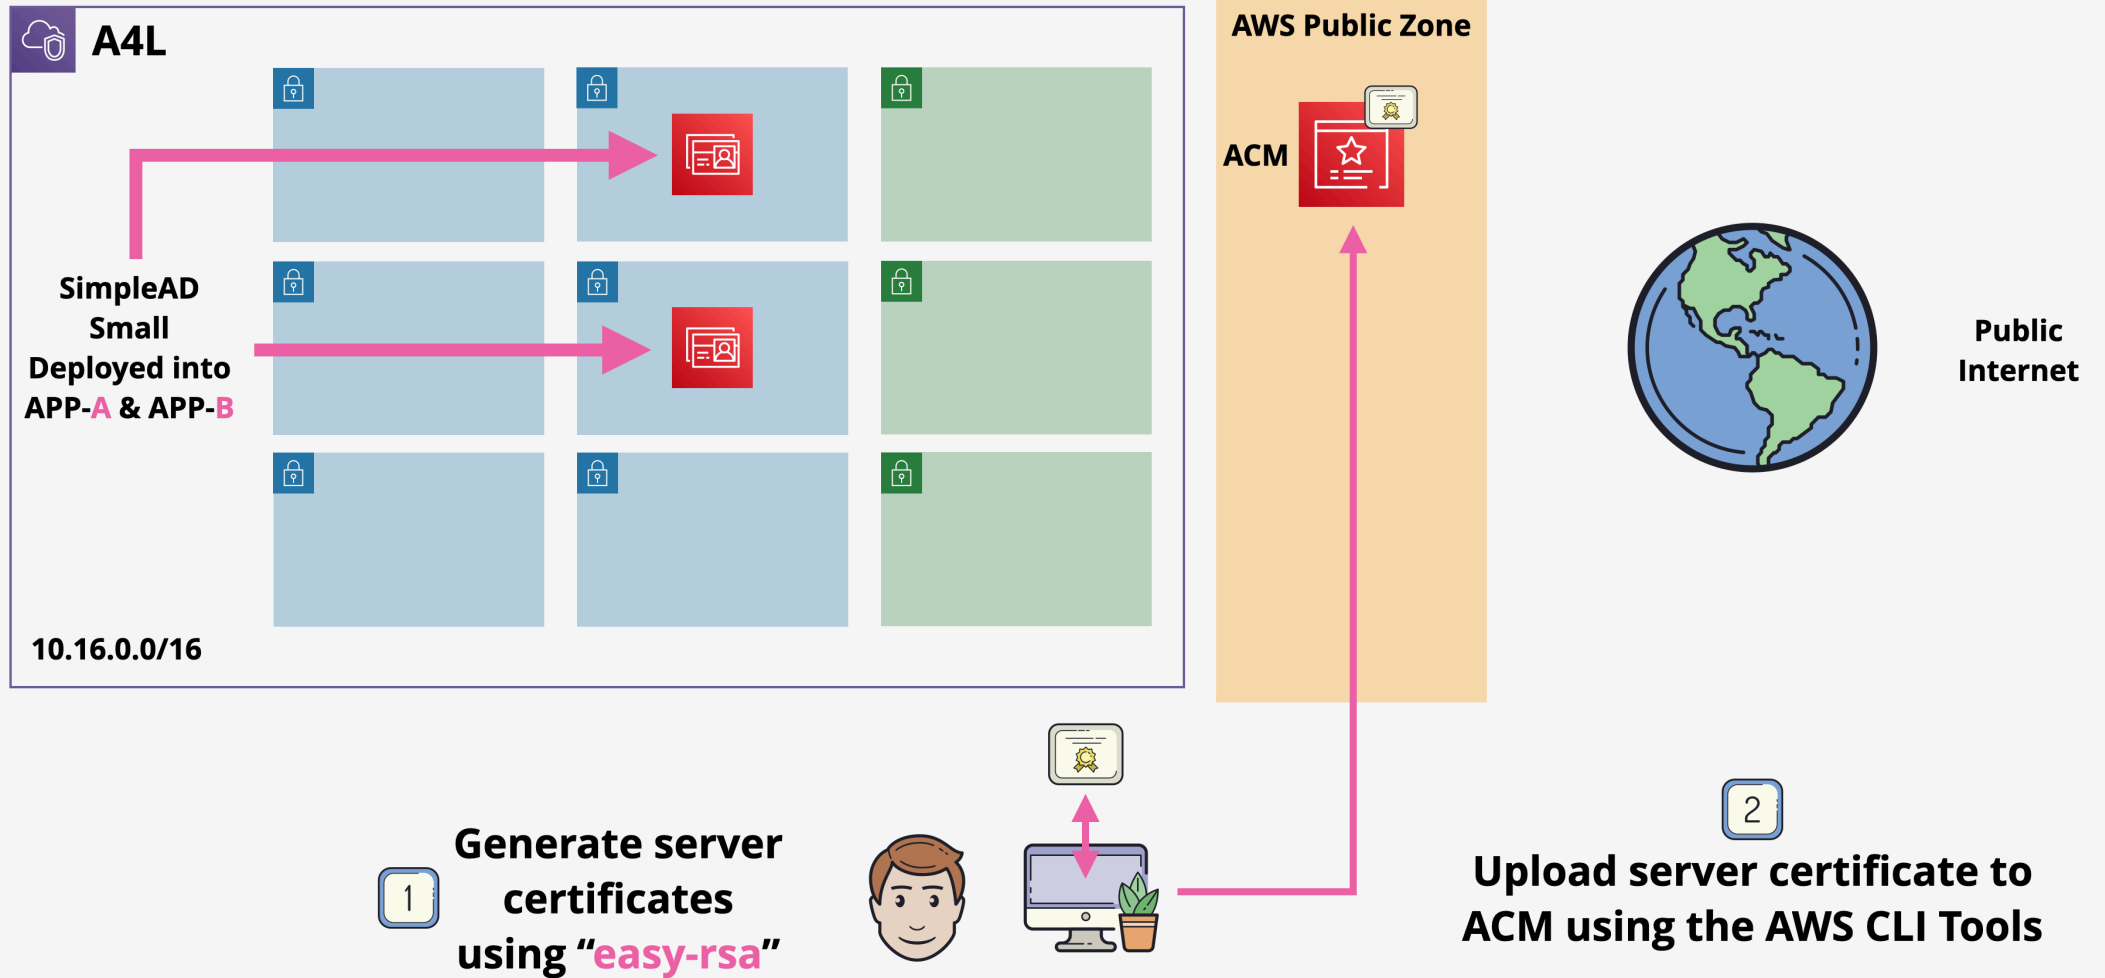 A4L
AWS Public Zone
ACM
SimpleAD
Small
Deployed into
APP-A & APP-B
Public
Internet
10.16.0.0/16
1
Generate server
certificates
using “easy-rsa”
2
Upload server certificate to
ACM using the AWS CLI Tools